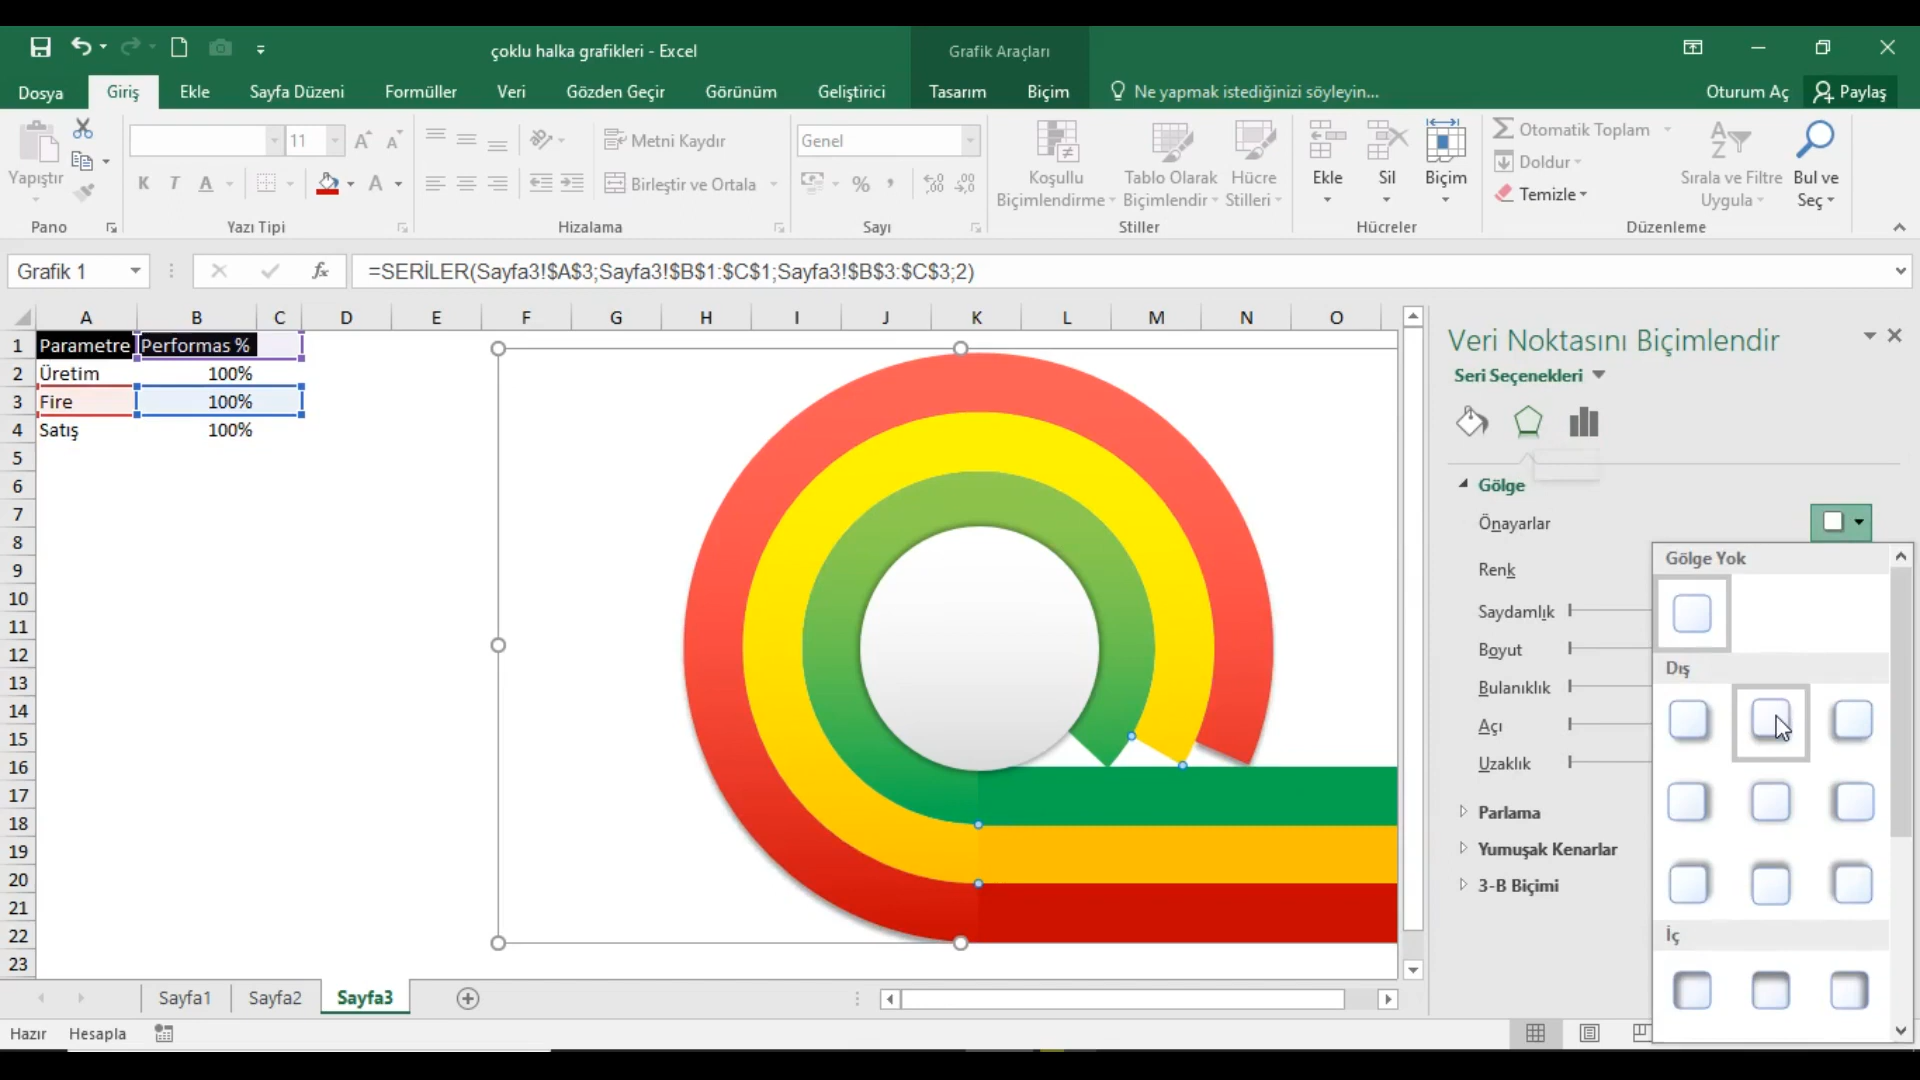 çoklu halka grafikleri - Excel
Grafik Araçları
Dosya Giriş Ekle Sayfa Düzeni Formüller Veri Gözden Geçir Görünüm Geliştirici Tasarım Biçim Ne yapmak istediğinizi söyleyin... Oturum Aç Paylaş
Yapıştır
Pano
11
K T A A
Yazı Tipi
Metni Kaydır
Birleştir ve Ortala
Hizalama
Genel
%
Sayı
Koşullu Biçimlendirme
Tablo Olarak Biçimlendir
Hücre Stilleri
Stiller
Ekle
Sil
Biçim
Hücreler
Otomatik Toplam
Doldur
Temizle
Sırala ve Filtre Uygula
Bul ve Seç
Düzenleme
Grafik 1
fx
=SERİLER(Sayfa3!$A$3;Sayfa3!$B$1:$C$1;Sayfa3!$B$3:$C$3;2)
A B C D E F G H I J K L M N O
1 Parametre Performas %
2 Üretim 100%
3 Fire 100%
4 Satış 100%
5
6
7
8
9
10
11
12
13
14
15
16
17
18
19
20
21
22
23
Veri Noktasını Biçimlendir
Seri Seçenekleri
Gölge
Önayarlar
Renk
Saydamlık
Boyut
Bulanıklık
Açı
Uzaklık
Parlama
Yumuşak Kenarlar
3-B Biçimi
Gölge Yok
Dış
İç
Sayfa1 Sayfa2 Sayfa3
Hazır Hesapla